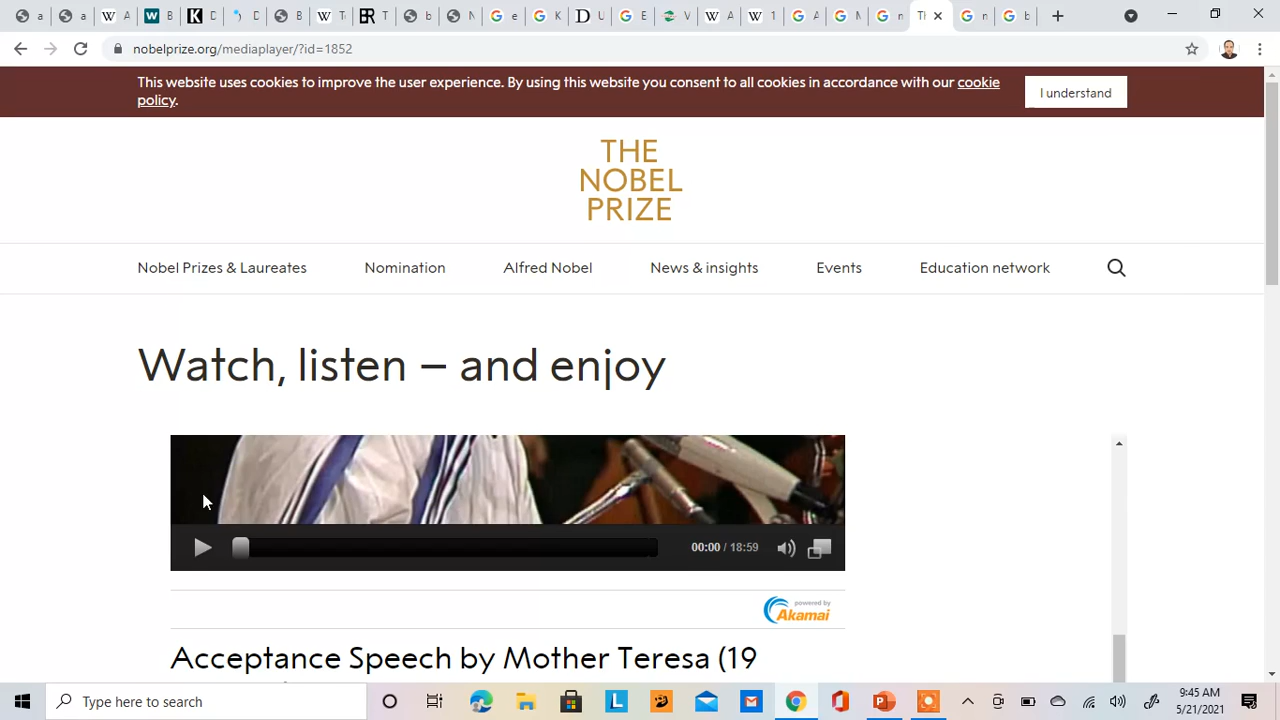 nobelprize.org/mediaplayer/?id=1852
This website uses cookies to improve the user experience. By using this website you consent to all cookies in accordance with our cookie
policy.
I understand
THE
NOBEL
PRIZE
Nobel Prizes & Laureates Nomination Alfred Nobel News & insights Events Education network
Watch, listen – and enjoy
00:00 / 18:59
powered by
Akamai
Acceptance Speech by Mother Teresa (19
Type here to search
9:45 AM
5/21/2021